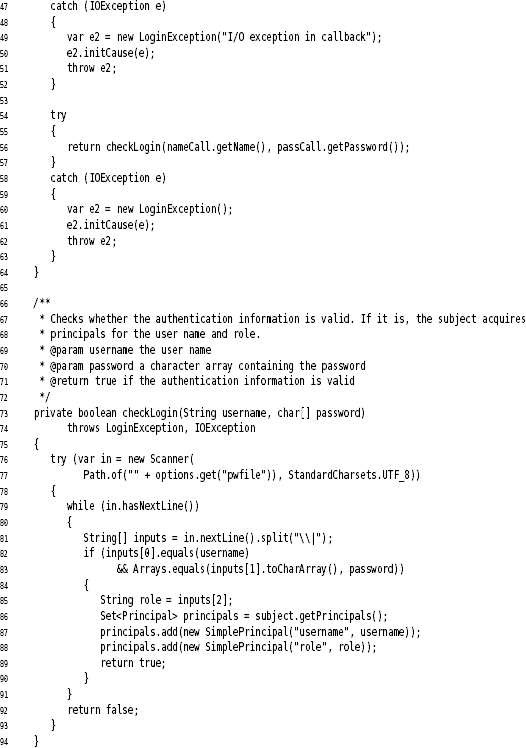 47 catch (IOException e)
48 {
49 var e2 = new LoginException("I/O exception in callback");
50 e2.initCause(e);
51 throw e2;
52 }
53
54 try
55 {
56 return checkLogin(nameCall.getName(), passCall.getPassword());
57 }
58 catch (IOException e)
59 {
60 var e2 = new LoginException();
61 e2.initCause(e);
62 throw e2;
63 }
64 }
65
66 /**
67 * Checks whether the authentication information is valid. If it is, the subject acquires
68 * principals for the user name and role.
69 * @param username the user name
70 * @param password a character array containing the password
71 * @return true if the authentication information is valid
72 */
73 private boolean checkLogin(String username, char[] password)
74 throws LoginException, IOException
75 {
76 try (var in = new Scanner(
77 Path.of("" + options.get("pwfile")), StandardCharsets.UTF_8))
78 {
79 while (in.hasNextLine())
80 {
81 String[] inputs = in.nextLine().split("\\|");
82 if (inputs[0].equals(username)
83 && Arrays.equals(inputs[1].toCharArray(), password))
84 {
85 String role = inputs[2];
86 Set<Principal> principals = subject.getPrincipals();
87 principals.add(new SimplePrincipal("username", username));
88 principals.add(new SimplePrincipal("role", role));
89 return true;
90 }
91 }
92 return false;
93 }
94 }